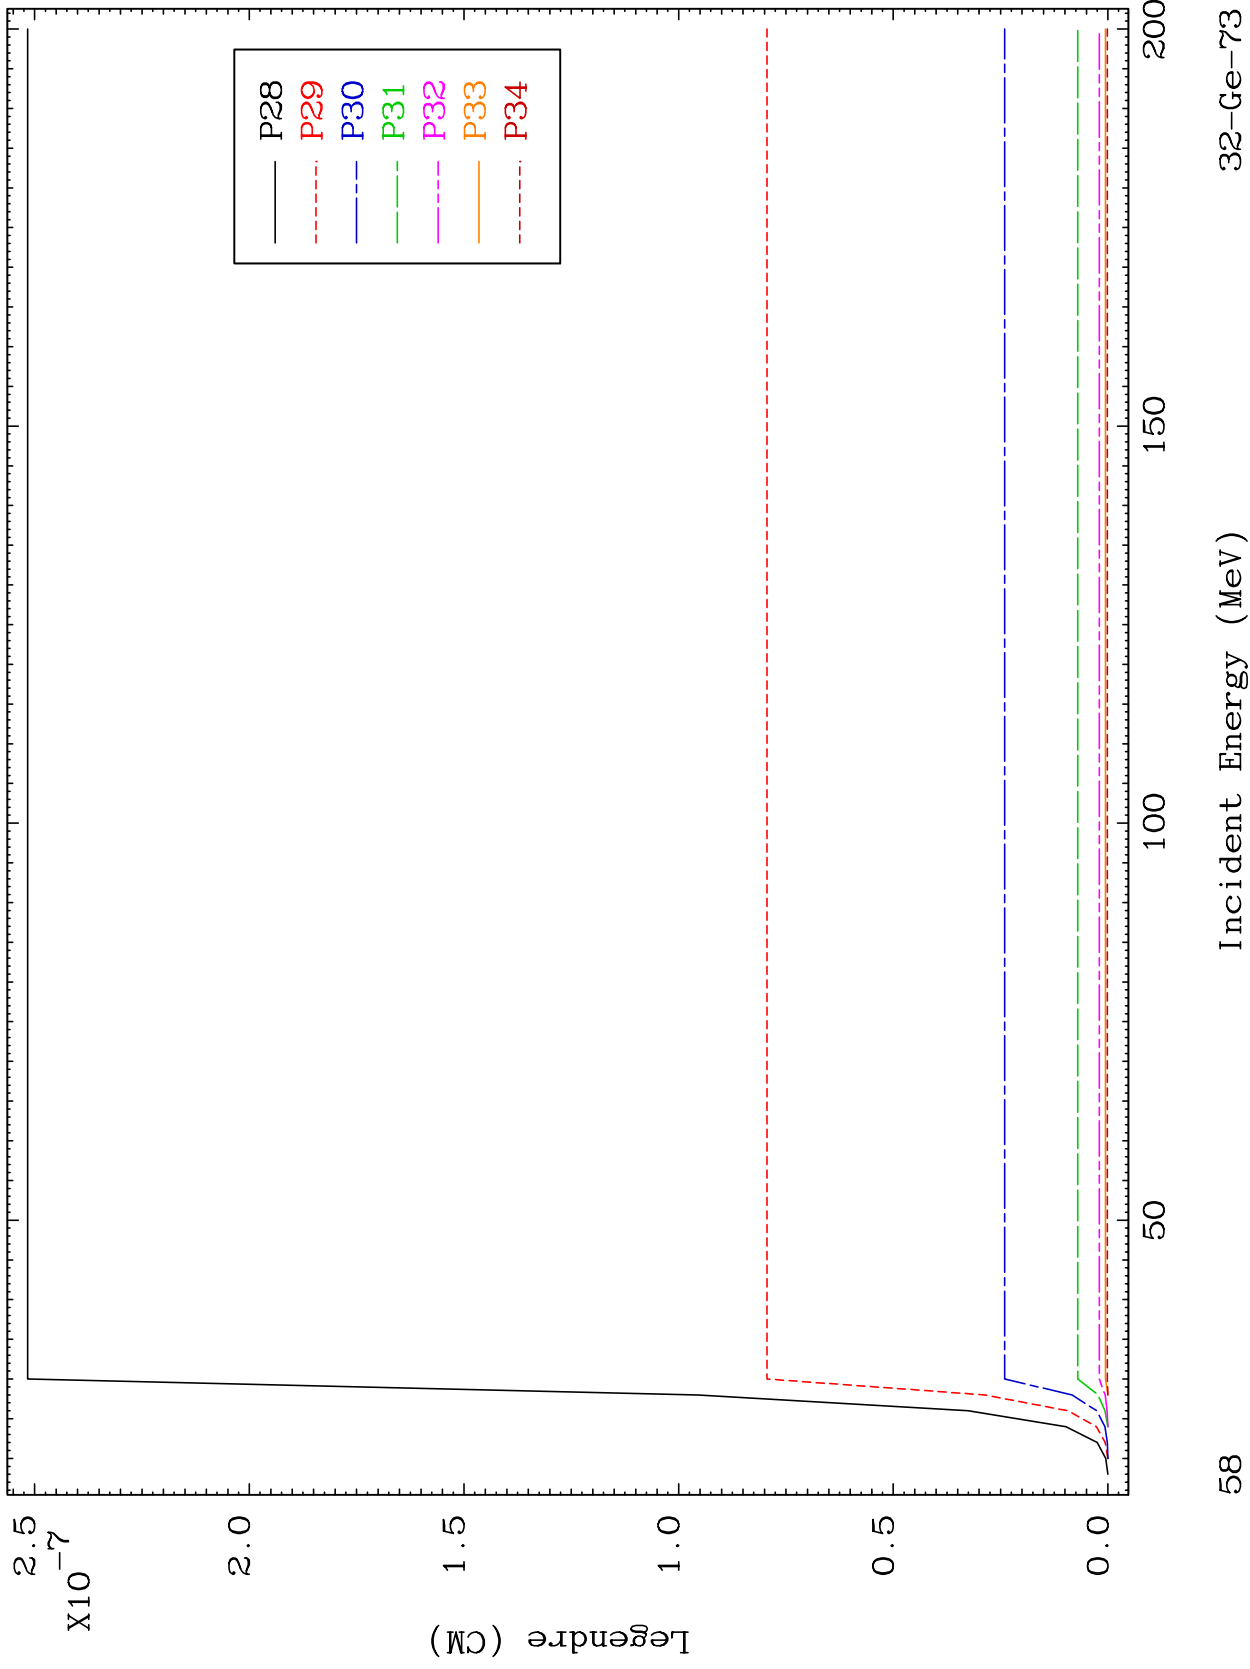 2.5
X10-7
2.0
1.5
1.0
0.5
0.0
Legendre (CM)
P28
P29
P30
P31
P32
P33
P34
50
100
150
200
Incident Energy (MeV)
58
32-Ge-73